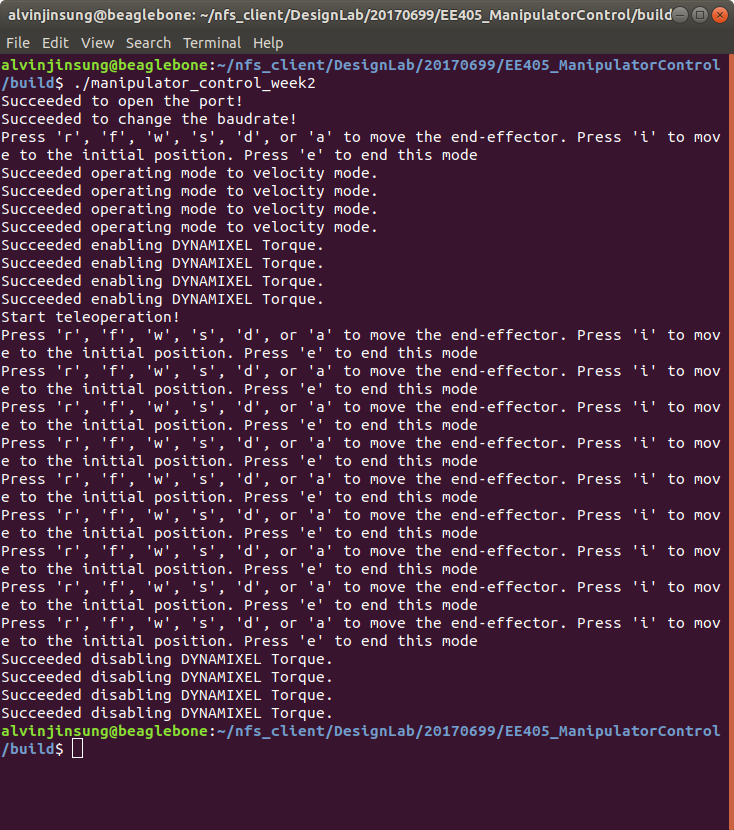 alvinjinsung@beaglebone: ~/nfs_client/DesignLab/20170699/EE405_ManipulatorControl/build
File Edit View Search Terminal Help
alvinjinsung@beaglebone:~/nfs_client/DesignLab/20170699/EE405_ManipulatorControl
/build$ ./manipulator_control_week2
Succeeded to open the port!
Succeeded to change the baudrate!
Press 'r', 'f', 'w', 's', 'd', or 'a' to move the end-effector. Press 'i' to mov
e to the initial position. Press 'e' to end this mode
Succeeded operating mode to velocity mode.
Succeeded operating mode to velocity mode.
Succeeded operating mode to velocity mode.
Succeeded operating mode to velocity mode.
Succeeded enabling DYNAMIXEL Torque.
Succeeded enabling DYNAMIXEL Torque.
Succeeded enabling DYNAMIXEL Torque.
Succeeded enabling DYNAMIXEL Torque.
Start teleoperation!
Press 'r', 'f', 'w', 's', 'd', or 'a' to move the end-effector. Press 'i' to mov
e to the initial position. Press 'e' to end this mode
Press 'r', 'f', 'w', 's', 'd', or 'a' to move the end-effector. Press 'i' to mov
e to the initial position. Press 'e' to end this mode
Press 'r', 'f', 'w', 's', 'd', or 'a' to move the end-effector. Press 'i' to mov
e to the initial position. Press 'e' to end this mode
Press 'r', 'f', 'w', 's', 'd', or 'a' to move the end-effector. Press 'i' to mov
e to the initial position. Press 'e' to end this mode
Press 'r', 'f', 'w', 's', 'd', or 'a' to move the end-effector. Press 'i' to mov
e to the initial position. Press 'e' to end this mode
Press 'r', 'f', 'w', 's', 'd', or 'a' to move the end-effector. Press 'i' to mov
e to the initial position. Press 'e' to end this mode
Press 'r', 'f', 'w', 's', 'd', or 'a' to move the end-effector. Press 'i' to mov
e to the initial position. Press 'e' to end this mode
Press 'r', 'f', 'w', 's', 'd', or 'a' to move the end-effector. Press 'i' to mov
e to the initial position. Press 'e' to end this mode
Press 'r', 'f', 'w', 's', 'd', or 'a' to move the end-effector. Press 'i' to mov
e to the initial position. Press 'e' to end this mode
Succeeded disabling DYNAMIXEL Torque.
Succeeded disabling DYNAMIXEL Torque.
Succeeded disabling DYNAMIXEL Torque.
Succeeded disabling DYNAMIXEL Torque.
alvinjinsung@beaglebone:~/nfs_client/DesignLab/20170699/EE405_ManipulatorControl
/build$